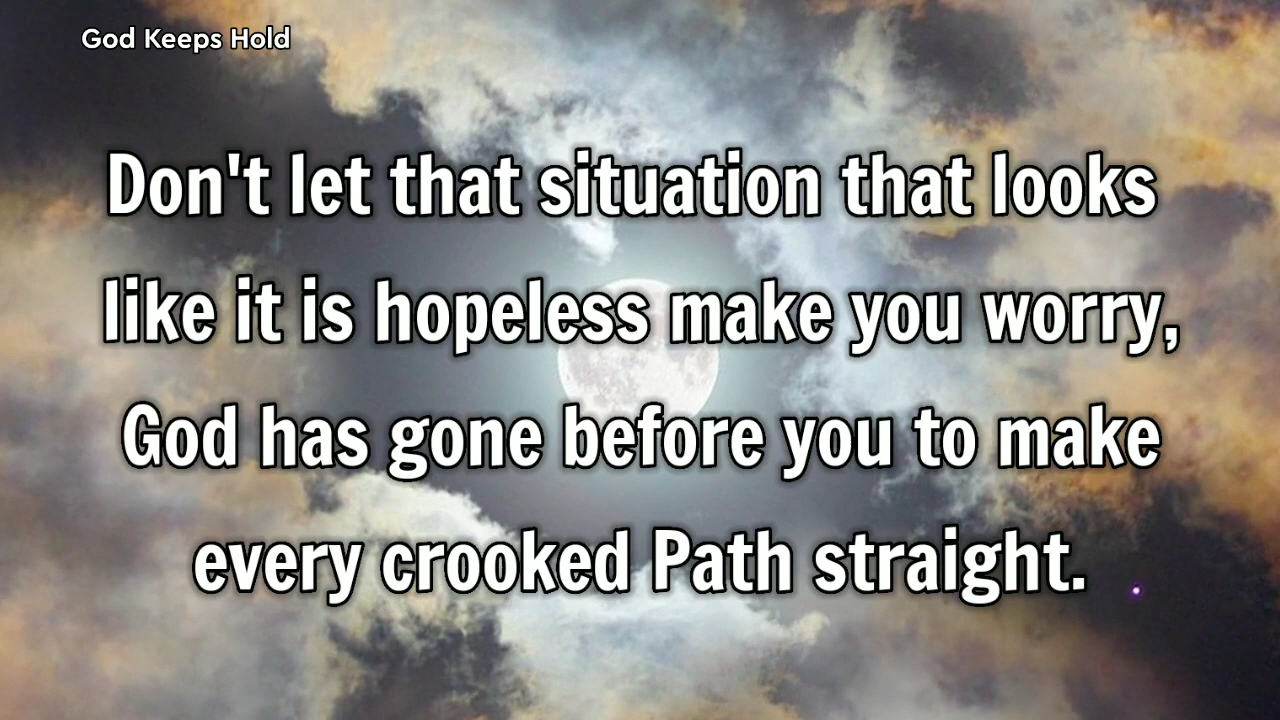 God Keeps Hold
Don't let that situation that looks
like it is hopeless make you worry,
God has gone before you to make
every crooked Path straight.